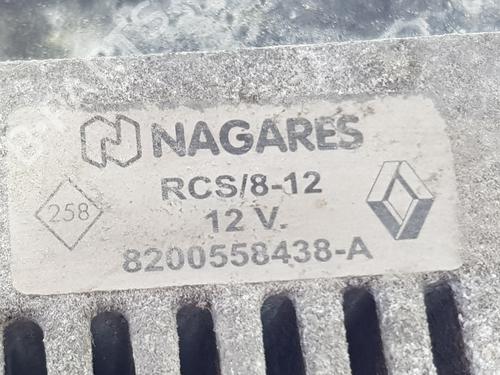 NAGARES
RCS/8-12
258
12 V.
8200558438-A